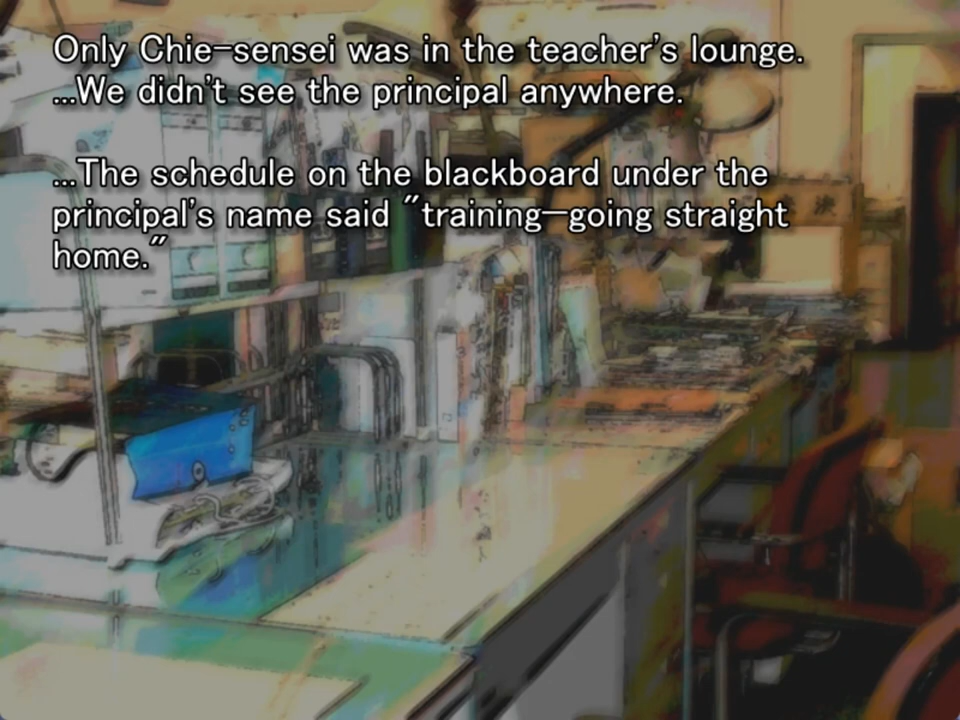 Only Chie-sensei was in the teacher's lounge.
...We didn't see the principal anywhere.
...The schedule on the blackboard under the
principal's name said "training—going straight
home."